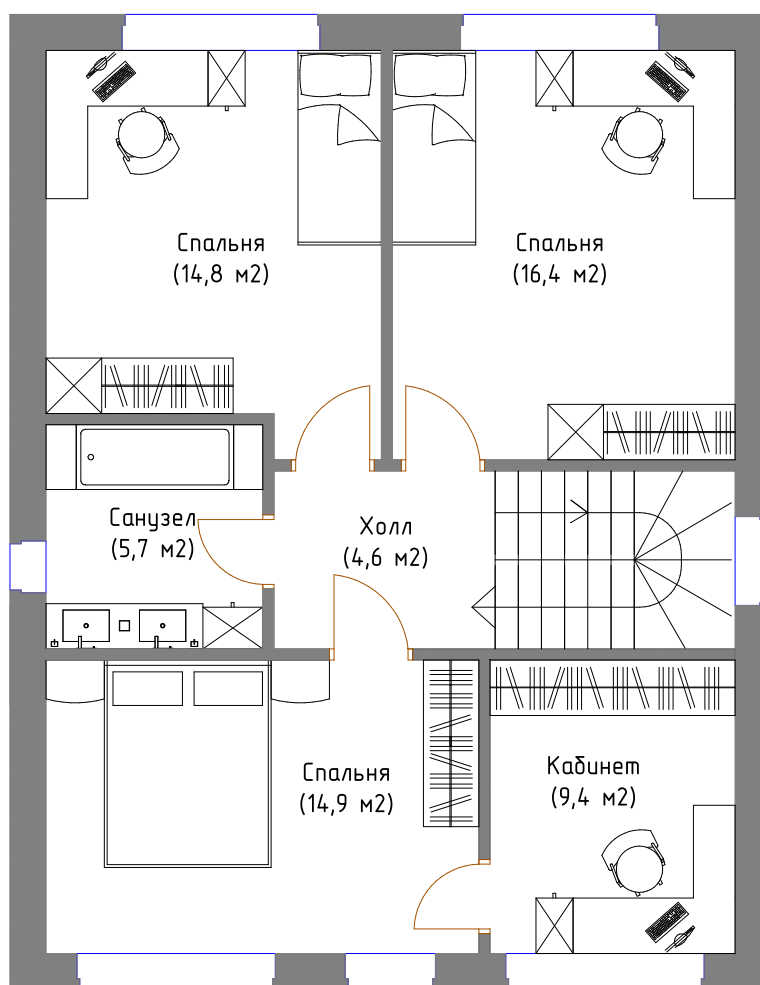 Спальня
(14,8 м2)
Спальня
(16,4 м2)
Санузел
(5,7 м2)
Холл
(4,6 м2)
Спальня
(14,9 м2)
Кабинет
(9,4 м2)